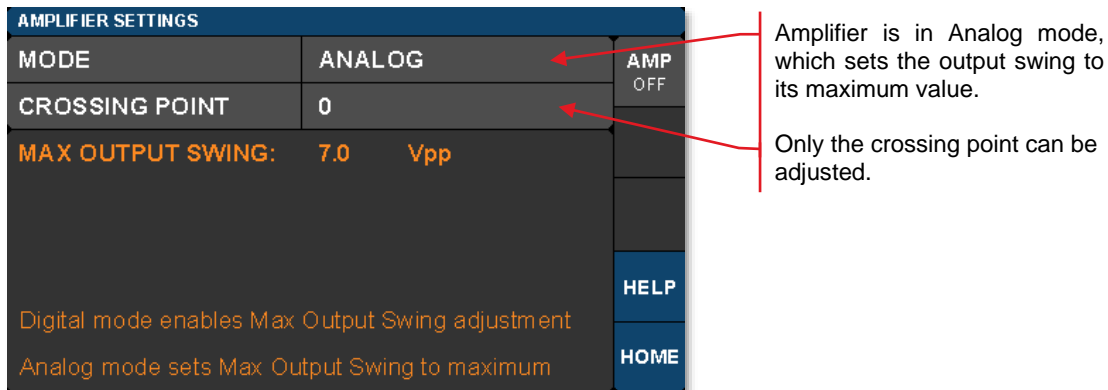 AMPLIFIER SETTINGS
MODE ANALOG
AMP
OFF
CROSSING POINT 0
MAX OUTPUT SWING: 7.0 Vpp
HELP
Digital mode enables Max Output Swing adjustment
HOME
Analog mode sets Max Output Swing to maximum
Amplifier is in Analog mode,
which sets the output swing to
its maximum value.
Only the crossing point can be
adjusted.